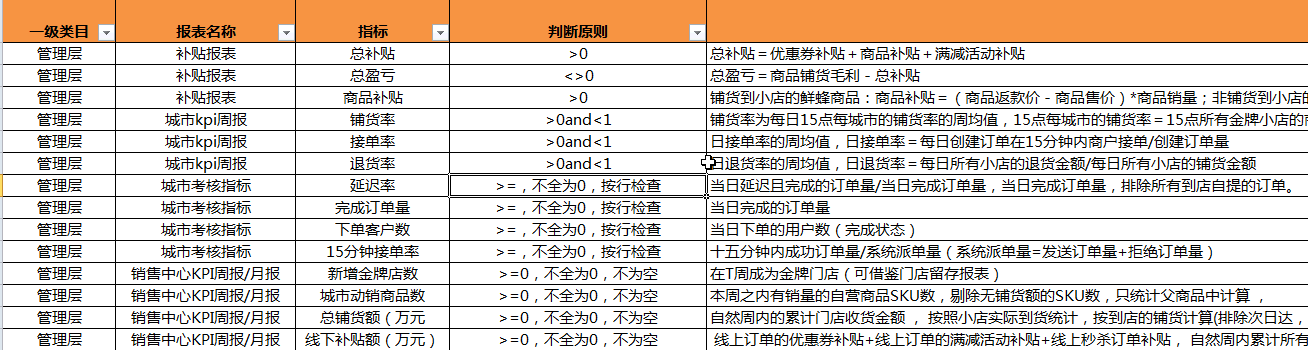 一级类目 报表名称 指标 判断原则
管理层 补贴报表 总补贴 >0 总补贴＝优惠券补贴＋商品补贴＋满减活动补贴
管理层 补贴报表 总盈亏 <>0 总盈亏＝商品铺货毛利－总补贴
管理层 补贴报表 商品补贴 >0 铺货到小店的鲜蜂商品：商品补贴＝（商品返款价－商品售价）*商品销量；非铺货到小店的
管理层 城市kpi周报 铺货率 >0and<1 铺货率为每日15点每城市的铺货率的周均值，15点每城市的铺货率＝15点所有金牌小店的商
管理层 城市kpi周报 接单率 >0and<1 日接单率的周均值，日接单率＝每日创建订单在15分钟内商户接单/创建订单量
管理层 城市kpi周报 退货率 >0and<1 日退货率的周均值，日退货率＝每日所有小店的退货金额/每日所有小店的铺货金额
管理层 城市考核指标 延迟率 >=，不全为0，按行检查 当日延迟且完成的订单量/当日完成订单量，当日完成订单量，排除所有到店自提的订单。
管理层 城市考核指标 完成订单量 >=，不全为0，按行检查 当日完成的订单量
管理层 城市考核指标 下单客户数 >=，不全为0，按行检查 当日下单的用户数（完成状态）
管理层 城市考核指标 15分钟接单率 >=，不全为0，按行检查 十五分钟内成功订单量/系统派单量（系统派单量=发送订单量+拒绝订单量）
管理层 销售中心KPI周报/月报 新增金牌店数 >=0，不全为0，不为空 在T周成为金牌门店（可借鉴门店留存报表）
管理层 销售中心KPI周报/月报 城市动销商品数 >=0，不全为0，不为空 本周之内有销量的自营商品SKU数，剔除无铺货额的SKU数，只统计父商品中计算 ，
管理层 销售中心KPI周报/月报 总铺货额（万元 >=0，不全为0，不为空 自然周内的累计门店收货金额 ， 按照小店实际到货统计，按到店的铺货计算(排除次日达，
管理层 销售中心KPI周报/月报 线下补贴额（万元） >=0，不全为0，不为空 线上订单的优惠券补贴+线上订单的满减活动补贴+线上秒杀订单补贴， 自然周内累计所有